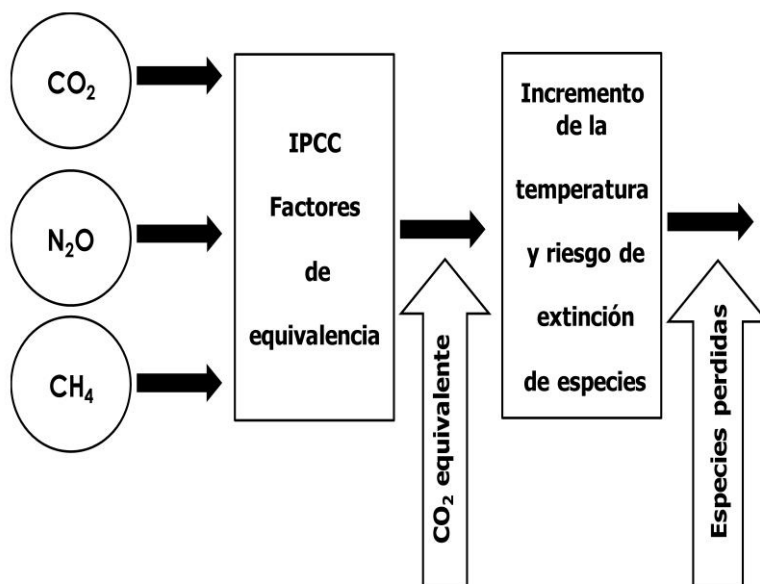 CO₂
N₂O
CH₄
IPCC
Factores
de
equivalencia
CO₂ equivalente
Incremento
de la
temperatura
y riesgo de
extinción
de especies
Especies perdidas